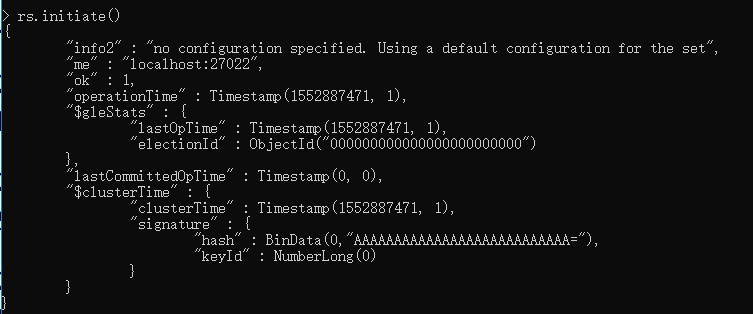 > rs.initiate()
{
        "info2" : "no configuration specified. Using a default configuration for the set",
        "me" : "localhost:27022",
        "ok" : 1,
        "operationTime" : Timestamp(1552887471, 1),
        "$gleStats" : {
                "lastOpTime" : Timestamp(1552887471, 1),
                "electionId" : ObjectId("000000000000000000000000")
        },
        "lastCommittedOpTime" : Timestamp(0, 0),
        "$clusterTime" : {
                "clusterTime" : Timestamp(1552887471, 1),
                "signature" : {
                        "hash" : BinData(0,"AAAAAAAAAAAAAAAAAAAAAAAAAAA="),
                        "keyId" : NumberLong(0)
                }
        }
}